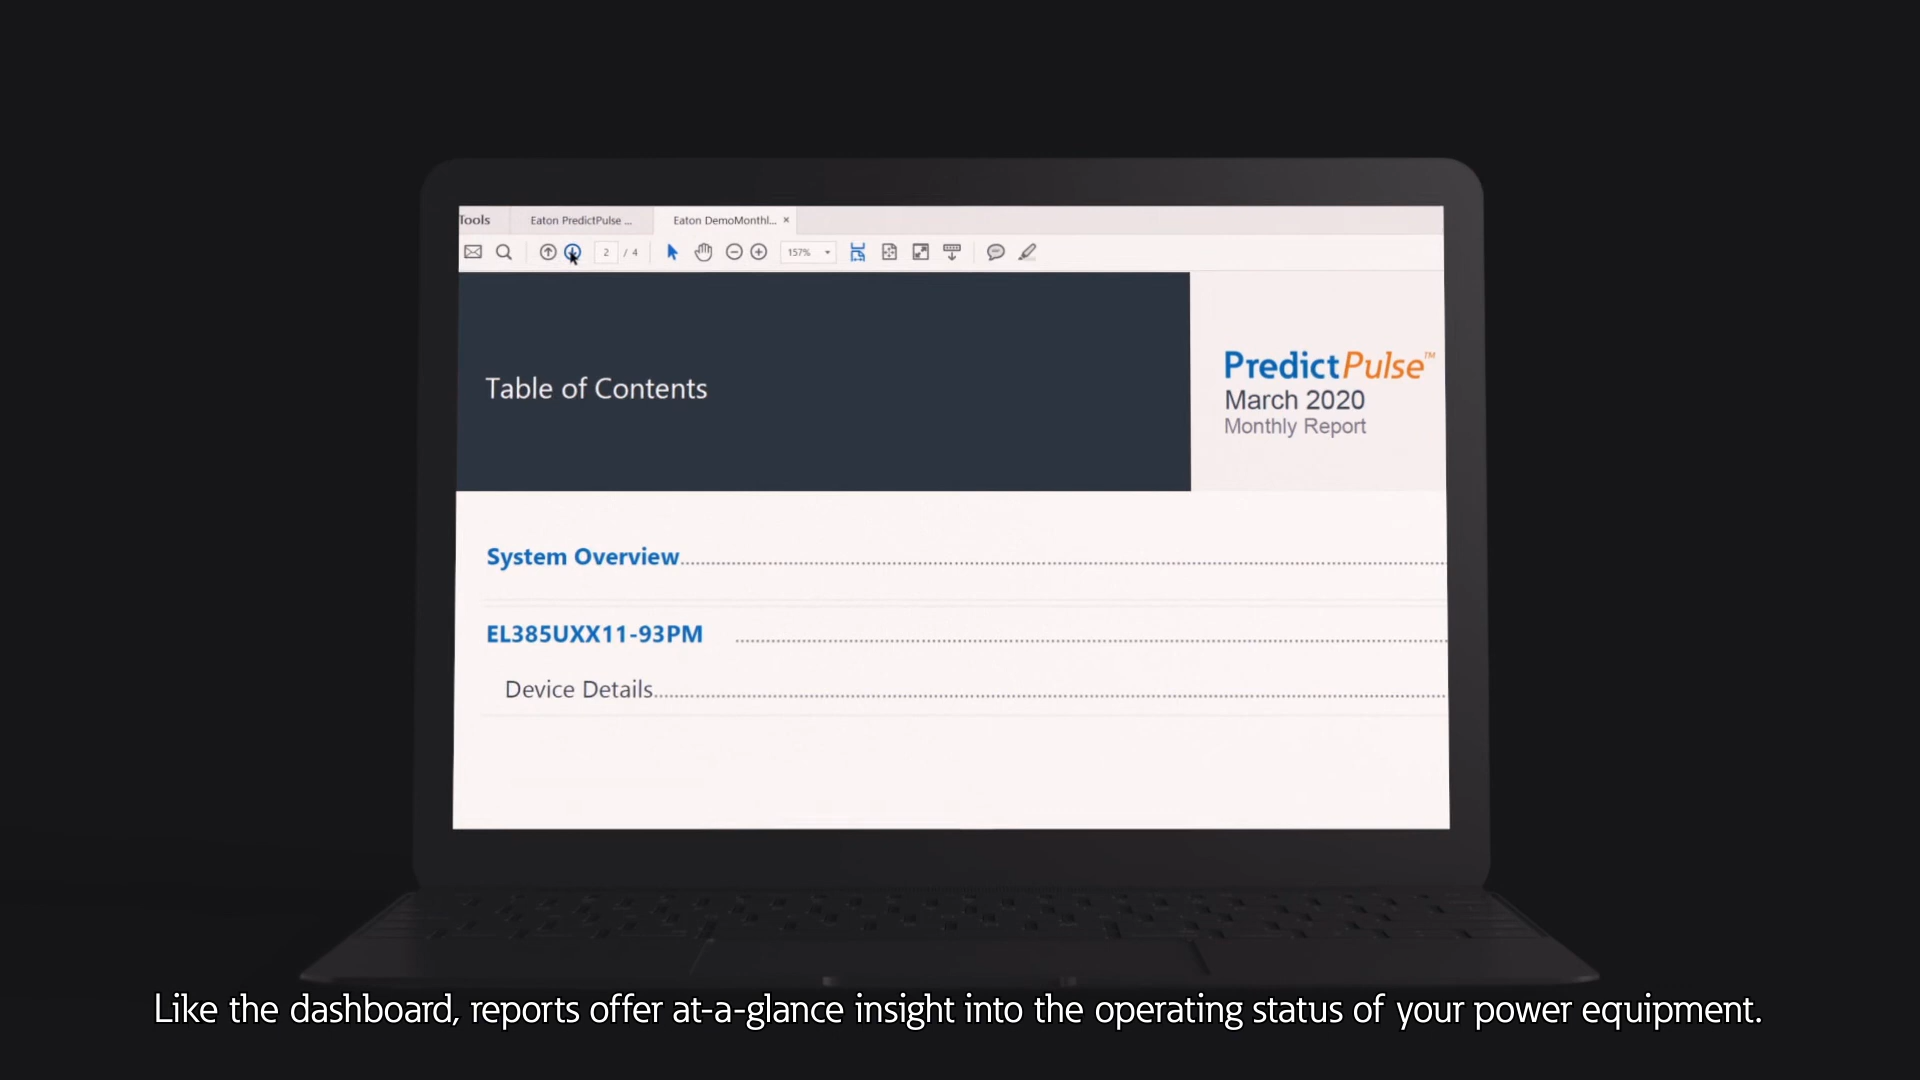 Tools
Eaton PredictPulse ...
Eaton DemoMonthl... ×
2 / 4
157%
Table of Contents
PredictPulse™
March 2020
Monthly Report
System Overview
EL385UXX11-93PM
Device Details
Like the dashboard, reports offer at-a-glance insight into the operating status of your power equipment.